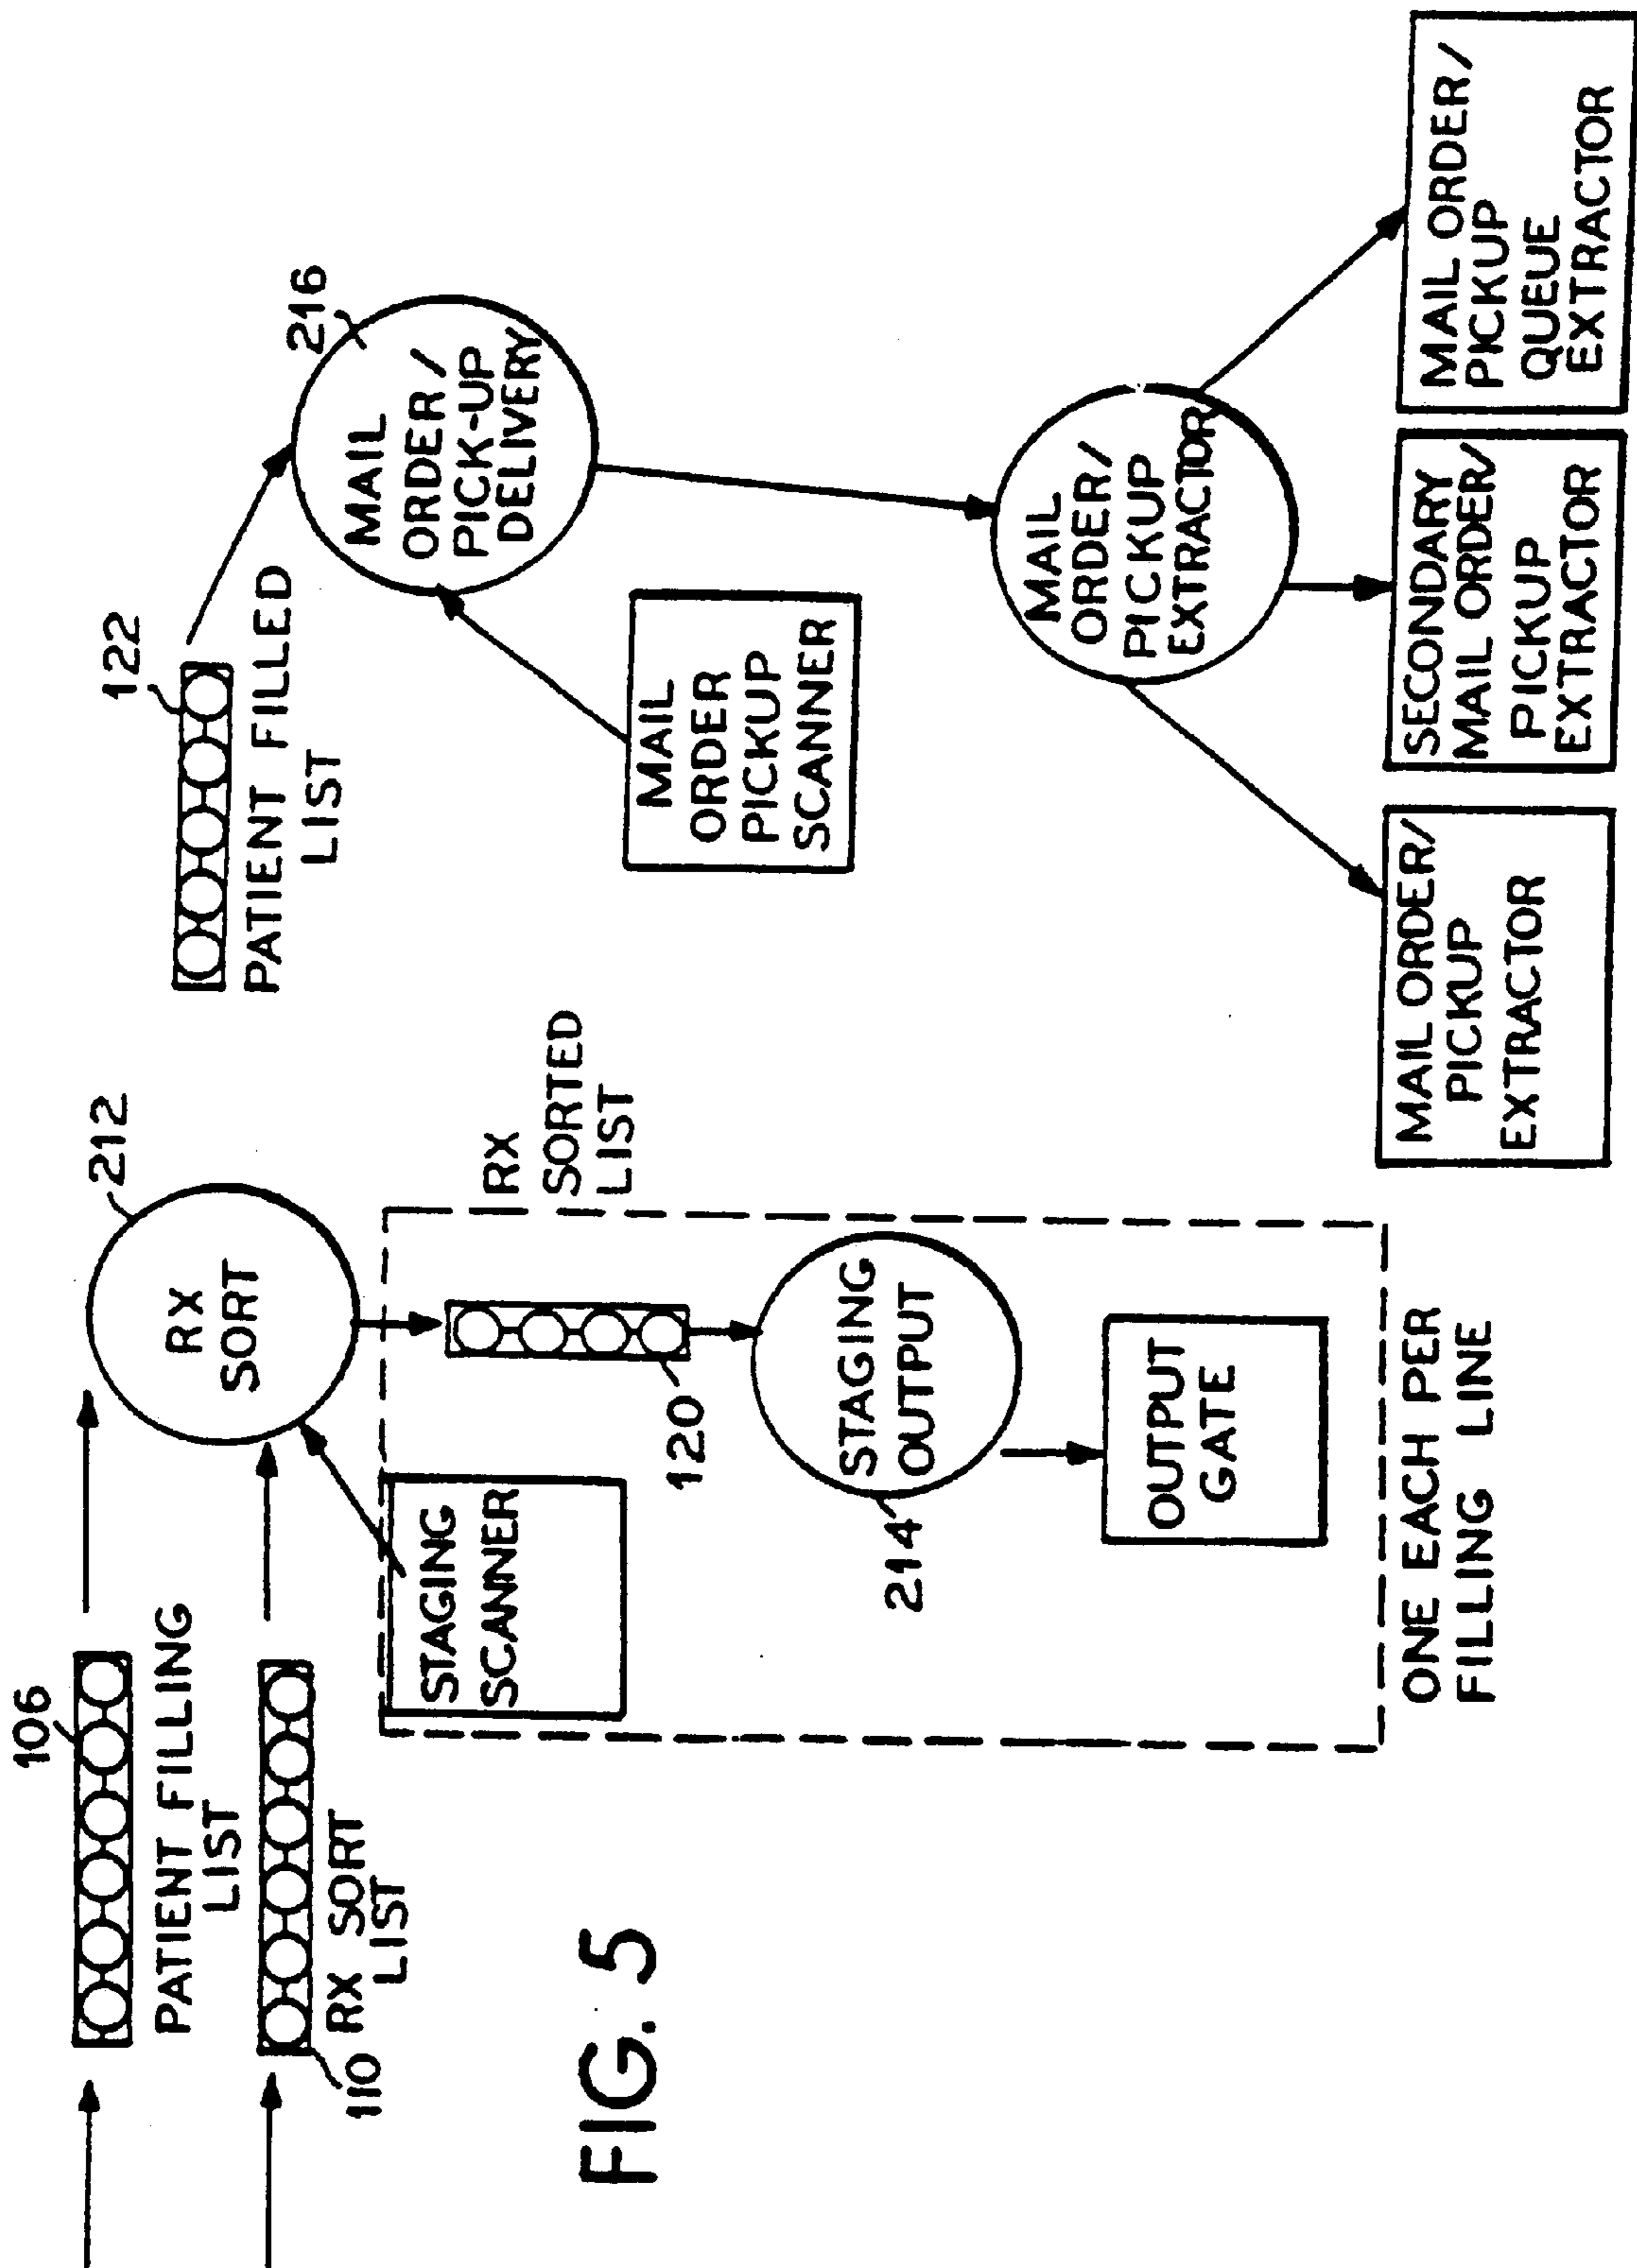 106
PATIENT FILLING
LIST
110
RX SORT
LIST
212
RX
SORT
STAGING
SCANNER
RX
SORTED
LIST
120
STAGING
OUTPUT
214
OUTPUT
GATE
ONE EACH PER
FILLING LINE
122
PATIENT FILLED
LIST
216
MAIL
ORDER /
PICK-UP
DELIVERY
MAIL
ORDER
PICKUP
SCANNER
MAIL
ORDER/
PICKUP
EXTRACTOR
MAIL ORDER/
PICKUP
EXTRACTOR
SECONDARY
MAIL ORDER/
PICKUP
EXTRACTOR
MAIL ORDER/
PICKUP
QUEUE
EXTRACTOR
FIG. 5